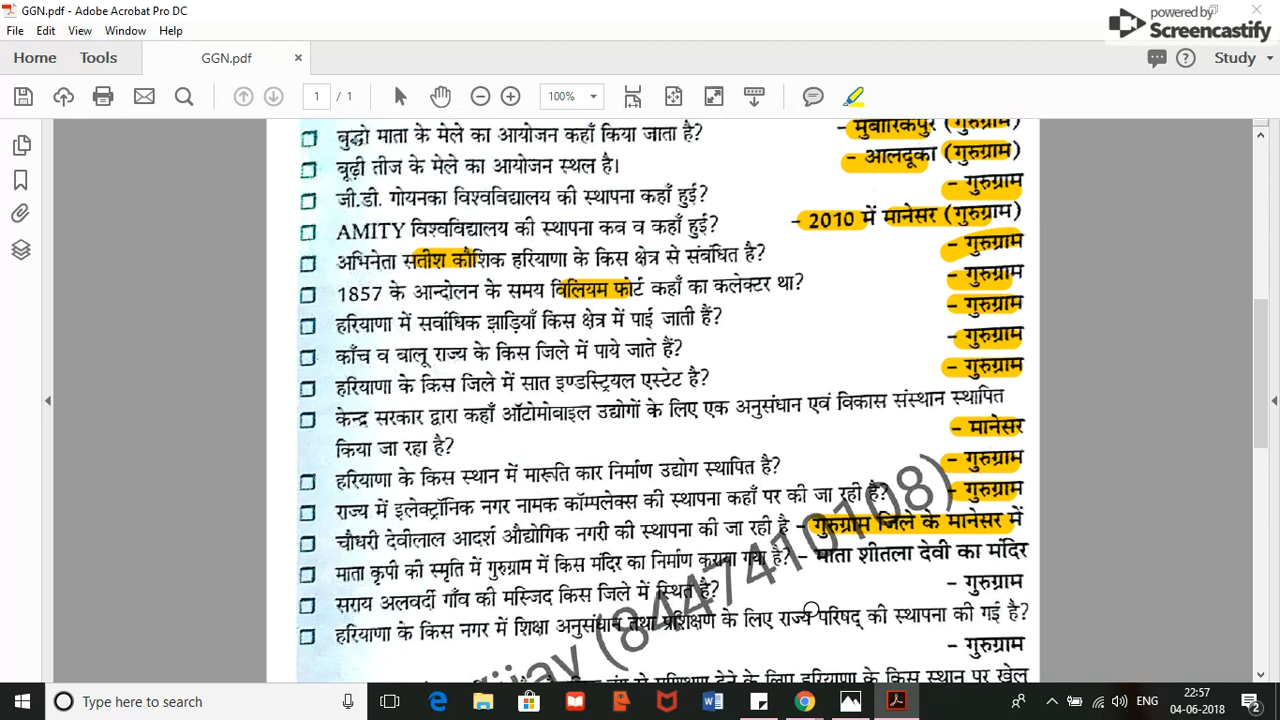 GGN.pdf - Adobe Acrobat Pro DC
powered by
Screencastify
File Edit View Window Help
Home Tools GGN.pdf × Study
1 / 1 100%
बुद्धो माता के मेले का आयोजन कहाँ किया जाता है? – मुबारिकपुर (गुरुग्राम)
बूढ़ी तीज के मेले का आयोजन स्थल है। – आलदूका (गुरुग्राम)
जी.डी. गोयनका विश्वविद्यालय की स्थापना कहाँ हुई? – गुरुग्राम
AMITY विश्वविद्यालय की स्थापना कब व कहाँ हुई? – 2010 में मानेसर (गुरुग्राम)
अभिनेता सतीश कौशिक हरियाणा के किस क्षेत्र से संबंधित है? – गुरुग्राम
1857 के आन्दोलन के समय विलियम फोर्ट कहाँ का कलेक्टर था? – गुरुग्राम
हरियाणा में सर्वाधिक झाड़ियाँ किस क्षेत्र में पाई जाती हैं? – गुरुग्राम
काँच व बालू राज्य के किस जिले में पाये जाते हैं? – गुरुग्राम
हरियाणा के किस जिले में सात इण्डस्ट्रियल एस्टेट है? – गुरुग्राम
केन्द्र सरकार द्वारा कहाँ ऑटोमोबाइल उद्योगों के लिए एक अनुसंधान एवं विकास संस्थान स्थापित
किया जा रहा है? – मानेसर
हरियाणा के किस स्थान में मारूति कार निर्माण उद्योग स्थापित है? – गुरुग्राम
राज्य में इलेक्ट्रॉनिक नगर नामक कॉम्पलेक्स की स्थापना कहाँ पर की जा रही है? – गुरुग्राम
चौधरी देवीलाल आदर्श औद्योगिक नगरी की स्थापना की जा रही है – गुरुग्राम जिले के मानेसर में
माता कृपी की स्मृति में गुरुग्राम में किस मंदिर का निर्माण कराया गया है? – माता शीतला देवी का मंदिर
सराय अलवर्दी गाँव की मस्जिद किस जिले में स्थित है? – गुरुग्राम
हरियाणा के किस नगर में शिक्षा अनुसंधान तथा प्रशिक्षण के लिए राज्य परिषद् की स्थापना की गई है?
– गुरुग्राम
देने के लिए हरियाणा के किस स्थान पर खेल
(8447410108)
Type here to search
ENG 22:57
04-06-2018
2